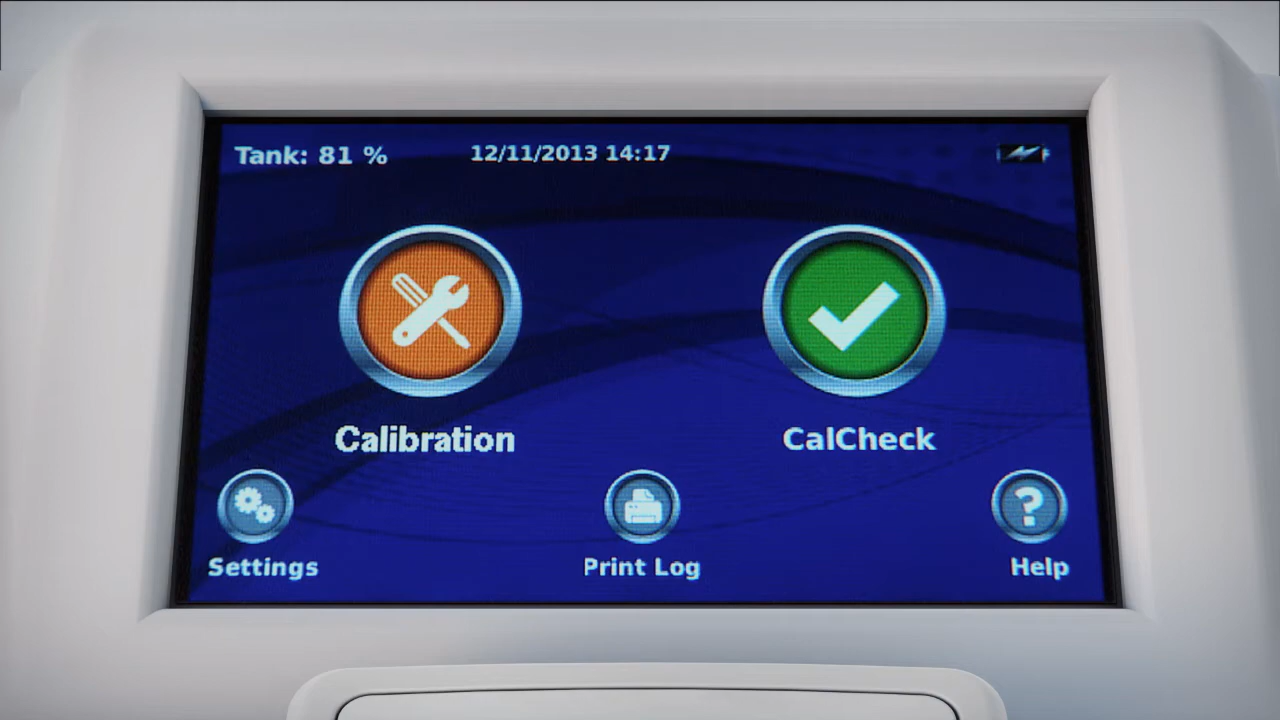 Tank: 81 % 12/11/2013 14:17
Calibration CalCheck
Settings Print Log Help